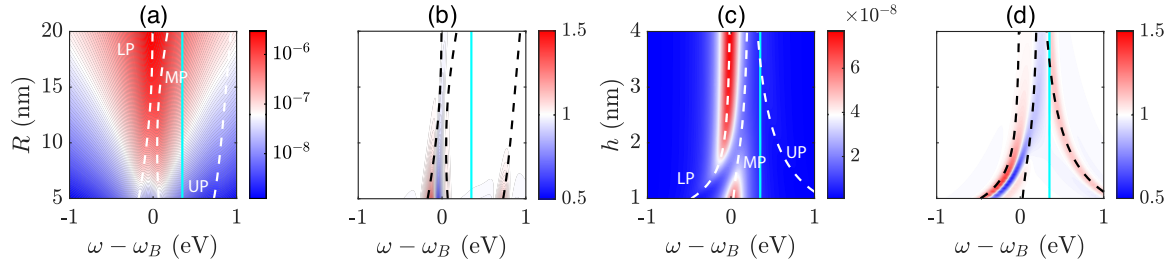 (a)
R (nm)
20
15
10
5
LP
MP
UP
-1
0
1
ω − ω_B (eV)
10⁻⁶
10⁻⁷
10⁻⁸
(b)
-1
0
1
ω − ω_B (eV)
1.5
1
0.5
(c)
h (nm)
4
3
2
1
LP
MP
UP
-1
0
1
ω − ω_B (eV)
×10⁻⁸
6
4
2
(d)
-1
0
1
ω − ω_B (eV)
1.5
1
0.5